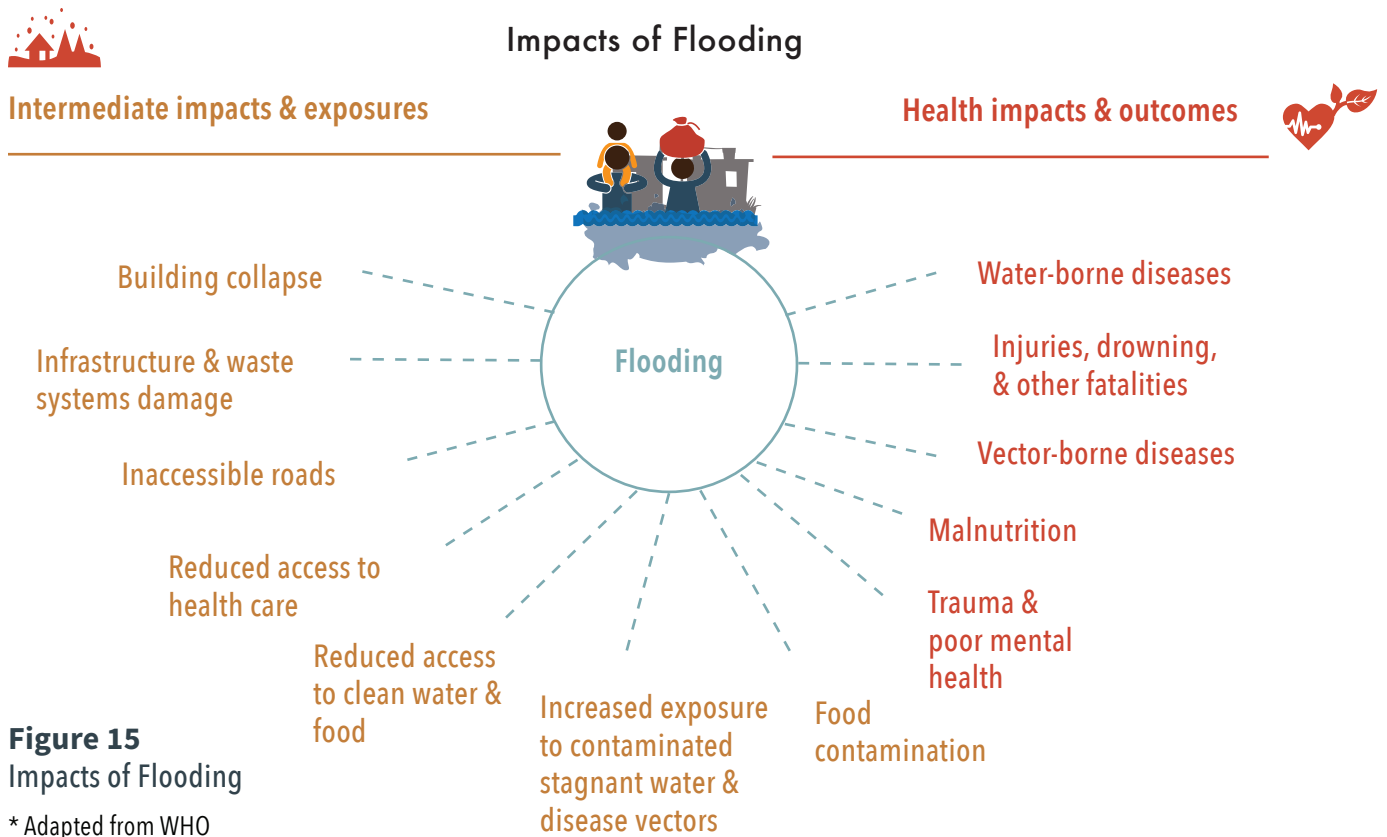 Impacts of Flooding
Intermediate impacts & exposures
Health impacts & outcomes
Flooding
Building collapse
Infrastructure & waste
systems damage
Inaccessible roads
Reduced access to
health care
Reduced access
to clean water &
food
Increased exposure
to contaminated
stagnant water &
disease vectors
Food
contamination
Water-borne diseases
Injuries, drowning,
& other fatalities
Vector-borne diseases
Malnutrition
Trauma &
poor mental
health
Figure 15
Impacts of Flooding
* Adapted from WHO